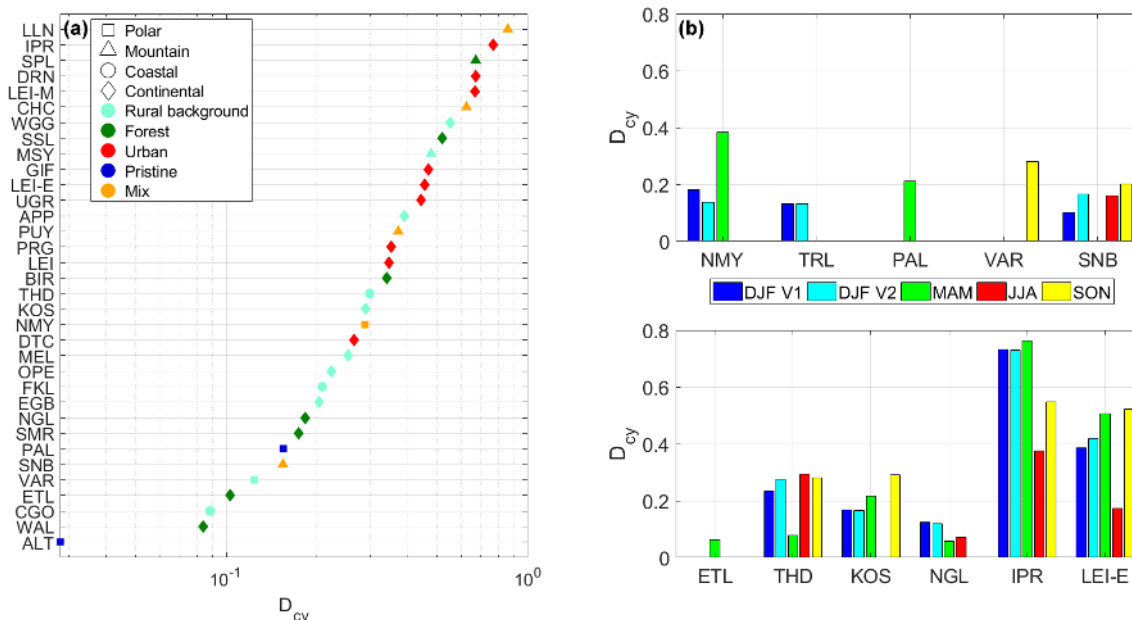 (a)
LLN
IPR
SPL
DRN
LEI-M
CHC
WGG
SSL
MSY
GIF
LEI-E
UGR
APP
PUY
PRG
LEI
BIR
THD
KOS
NMY
DTC
MEL
OPE
FKL
EGB
NGL
SMR
PAL
SNB
VAR
ETL
CGO
WAL
ALT
Polar
Mountain
Coastal
Continental
Rural background
Forest
Urban
Pristine
Mix
10⁻¹ 10⁰
D_cy
(b)
0.8
0.6
0.4
0.2
0
D_cy
NMY TRL PAL VAR SNB
DJF V1 DJF V2 MAM JJA SON
0.8
0.6
0.4
0.2
0
D_cy
ETL THD KOS NGL IPR LEI-E